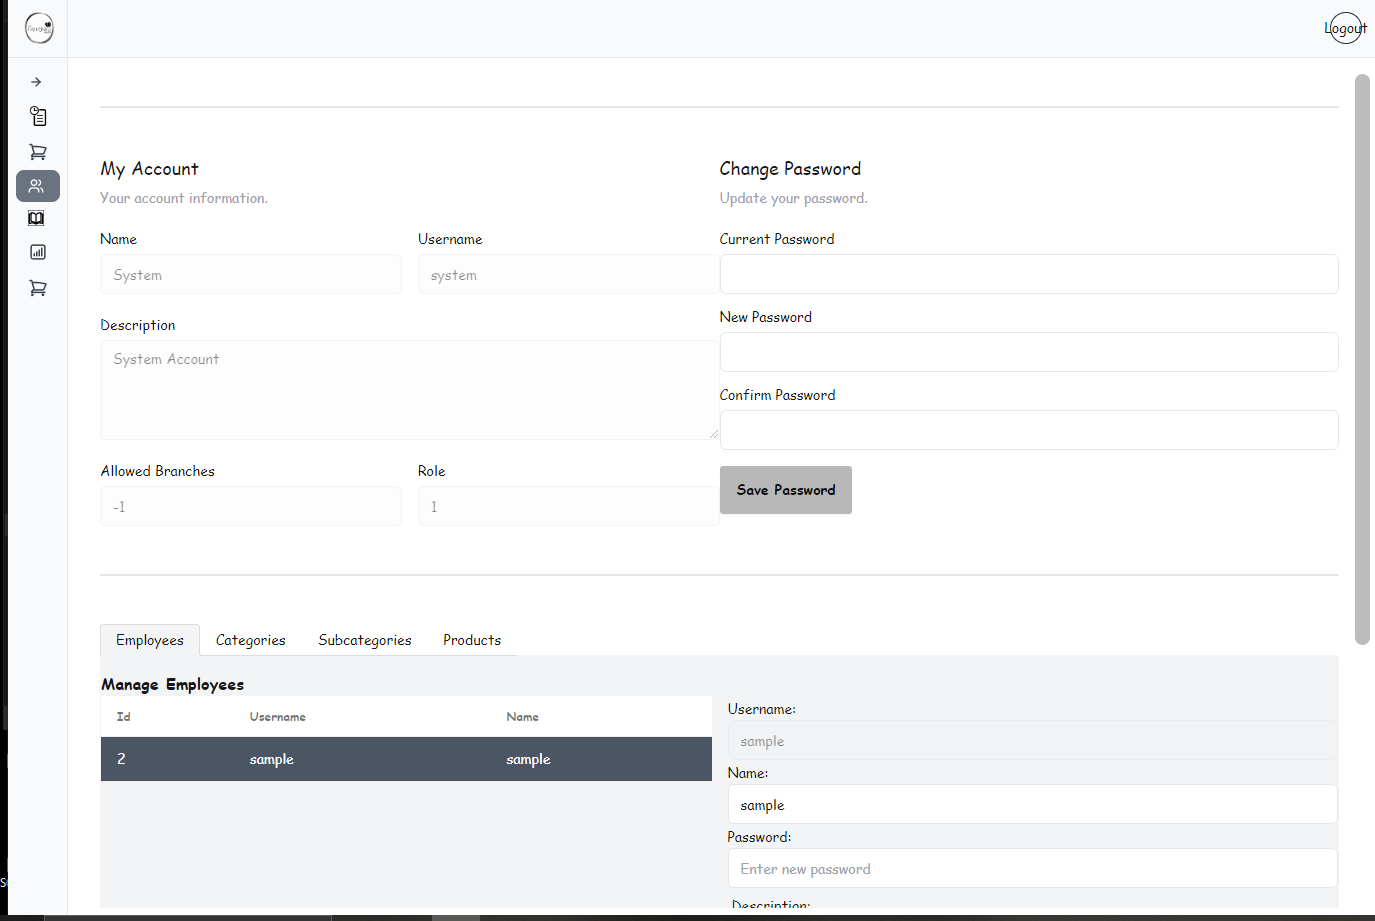 Logout
My Account
Your account information.
Name
Username
System
system
Description
System Account
Allowed Branches
Role
-1
1
Change Password
Update your password.
Current Password
New Password
Confirm Password
Save Password
Employees Categories Subcategories Products
Manage Employees
Id Username Name
2 sample sample
Username:
sample
Name:
sample
Password:
Enter new password
Description: